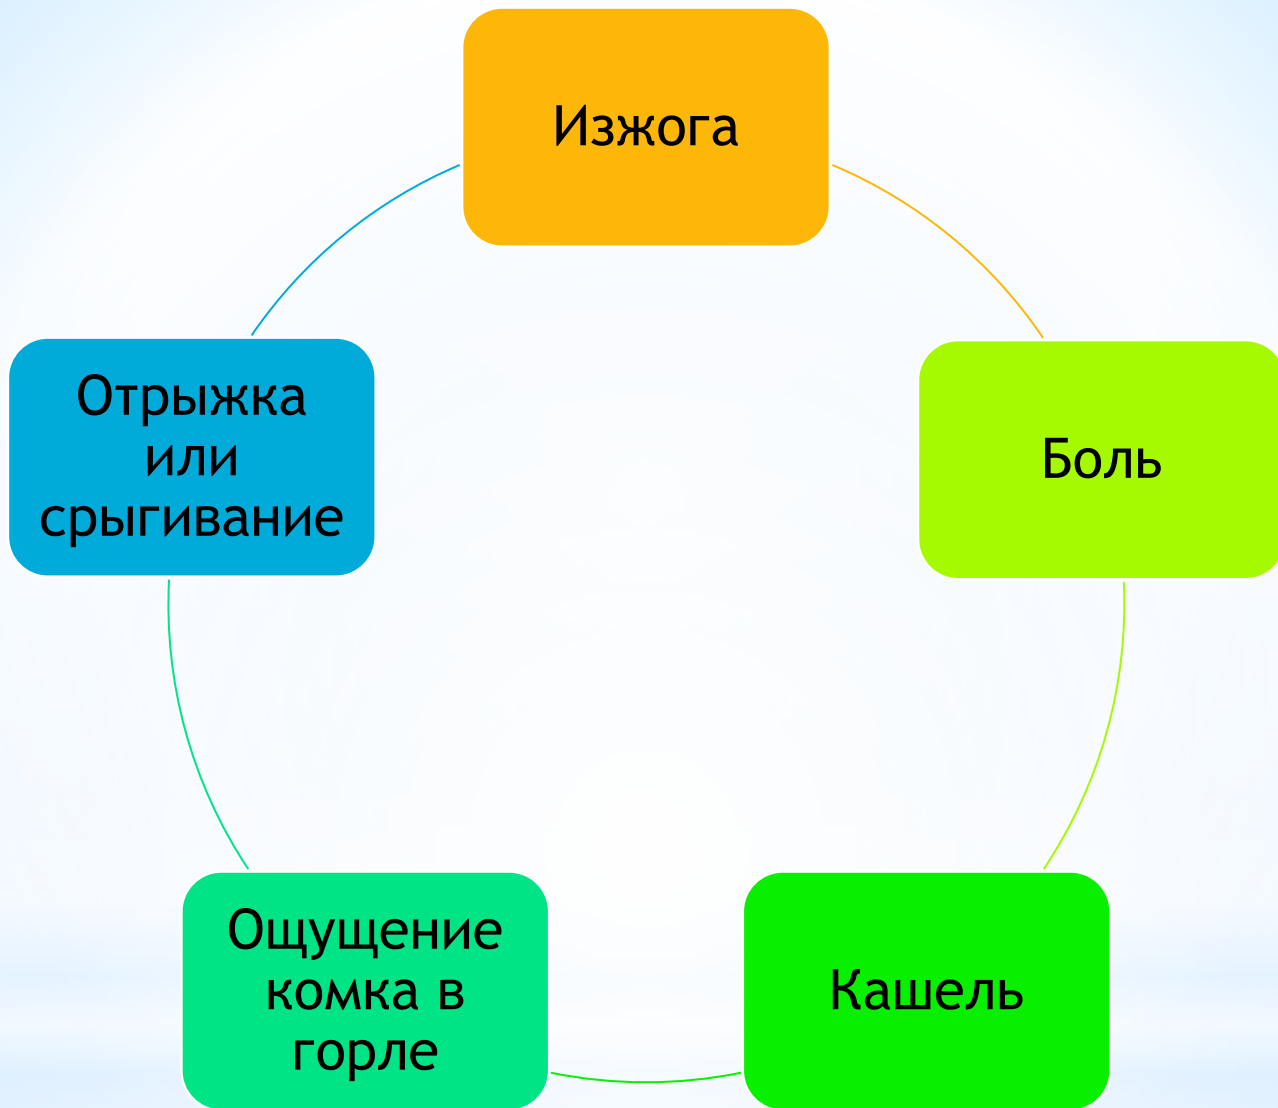 Изжога
Отрыжка
или
срыгивание
Боль
Ощущение
комка в
горле
Кашель